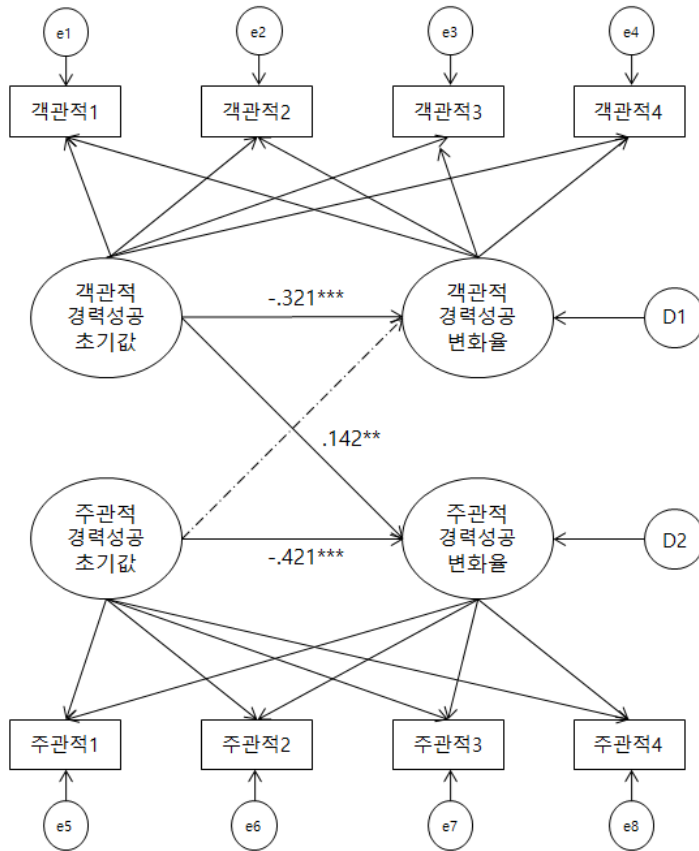 e1
e2
e3
e4
객관적1
객관적2
객관적3
객관적4
객관적
경력성공
초기값
-.321***
객관적
경력성공
변화율
D1
.142**
주관적
경력성공
초기값
-.421***
주관적
경력성공
변화율
D2
주관적1
주관적2
주관적3
주관적4
e5
e6
e7
e8